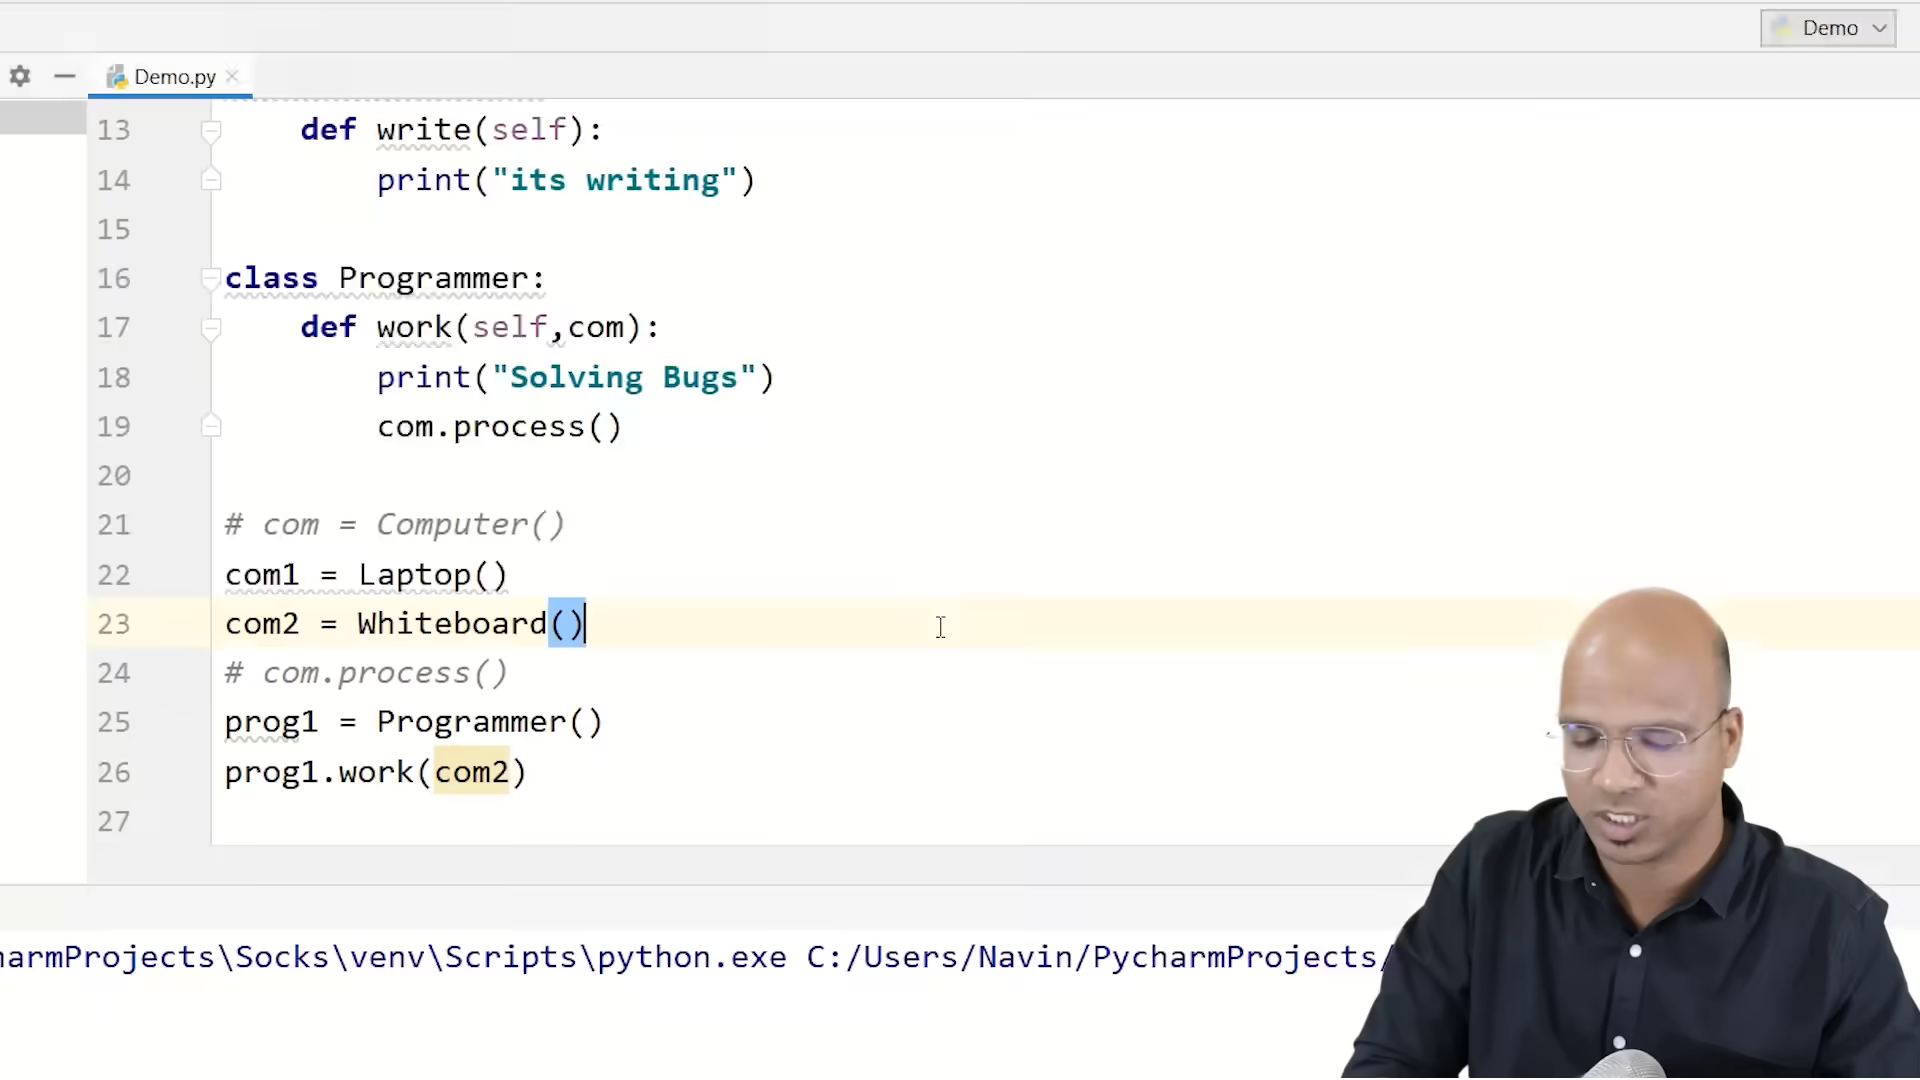 Demo
Demo.py
13 def write(self):
14 print("its writing")
15
16 class Programmer:
17 def work(self,com):
18 print("Solving Bugs")
19 com.process()
20
21 # com = Computer()
22 com1 = Laptop()
23 com2 = Whiteboard()
24 # com.process()
25 prog1 = Programmer()
26 prog1.work(com2)
27
armProjects\Socks\venv\Scripts\python.exe C:/Users/Navin/PycharmProjects/